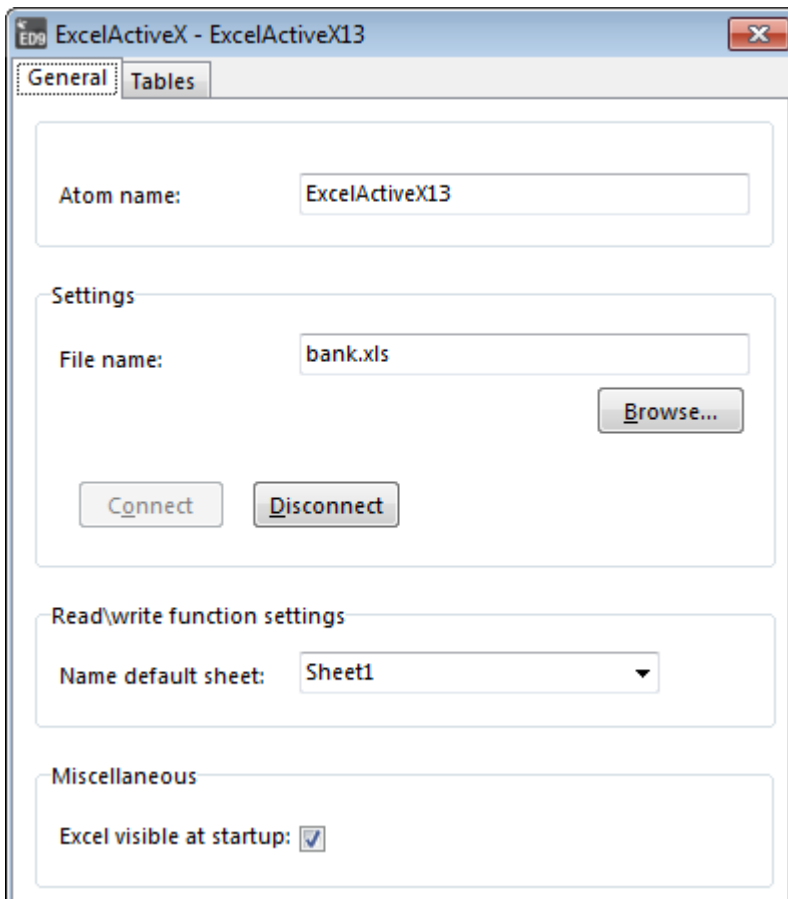 ED9 ExcelActiveX - ExcelActiveX13
General Tables
Atom name: ExcelActiveX13
Settings
File name: bank.xls
Browse...
Connect Disconnect
Read\write function settings
Name default sheet: Sheet1
Miscellaneous
Excel visible at startup: